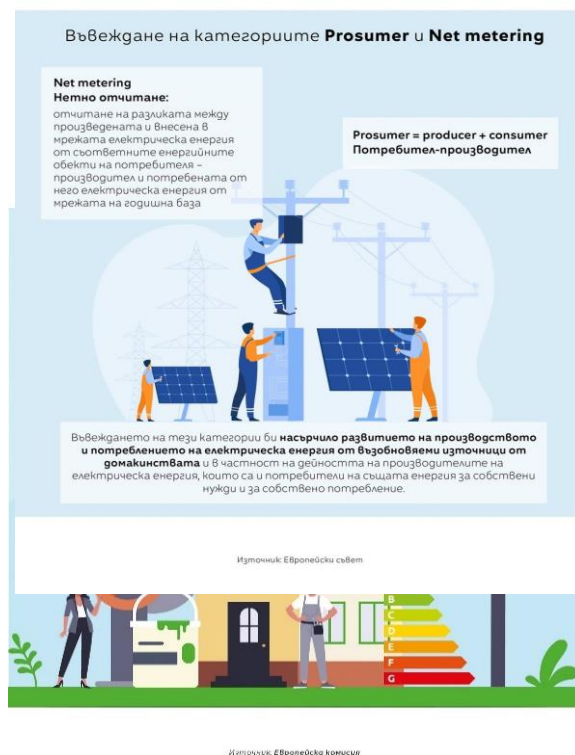 Въвеждане на категориите Prosumer и Net metering
Net metering
Нетно отчитане:
отчитане на разликата между
произведената и внесена в
мрежата електрическа енергия
от съответните енергийните
обекти на потребителя –
производител и потребената от
него електрическа енергия от
мрежата на годишна база
Prosumer = producer + consumer
Потребител-производител
Въвеждането на тези категории би насърчило развитието на производството
и потреблението на електрическа енергия от възобновяеми източници от
домакинствата и в частност на дейността на производителите на
електрическа енергия, които са и потребители на същата енергия за собствени
нужди и за собствено потребление.
Източник: Европейски съвет
B
C
D
E
F
G
Източник: Европейска комисия